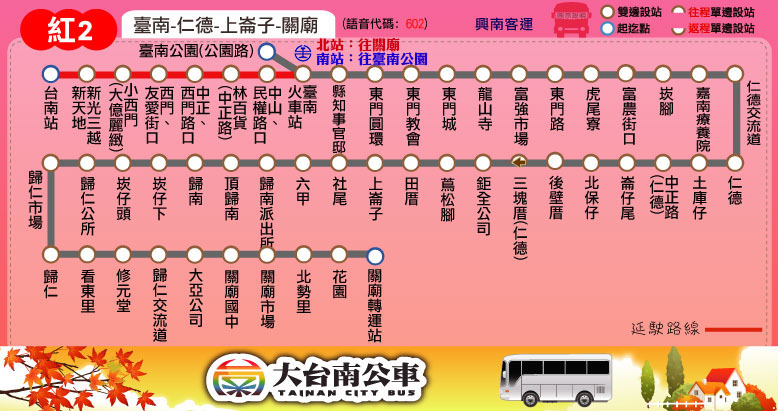 紅2
臺南-仁德-上崙子-關廟
(語音代碼: 602)
興南客運
雙邊設站
往程單邊設站
起迄點
返程單邊設站
臺南公園(公園路)
北站：往關廟
南站：往臺南公園
台南站
新光三越新天地
小西門(大億麗緻)
西門、友愛街口
中正、西門路口
林百貨(中正路)
中山、民權路口
臺南火車站
縣知事官邸
東門圓環
東門教會
東門城
龍山寺
富強市場
東門路
虎尾寮
富農街口
崁腳
嘉南療養院
仁德交流道
仁德
土庫仔
中正路(仁德)
崙仔尾
北保仔
後壁厝
三塊厝(仁德)
鉅全公司
蔦松腳
田厝
上崙子
社尾
六甲
歸南派出所
頂歸南
歸南
崁仔下
崁仔頭
歸仁公所
歸仁市場
歸仁
看東里
修元堂
歸仁交流道
大亞公司
關廟國中
關廟市場
北勢里
花園
關廟轉運站
延駛路線
大台南公車
TAINAN CITY BUS